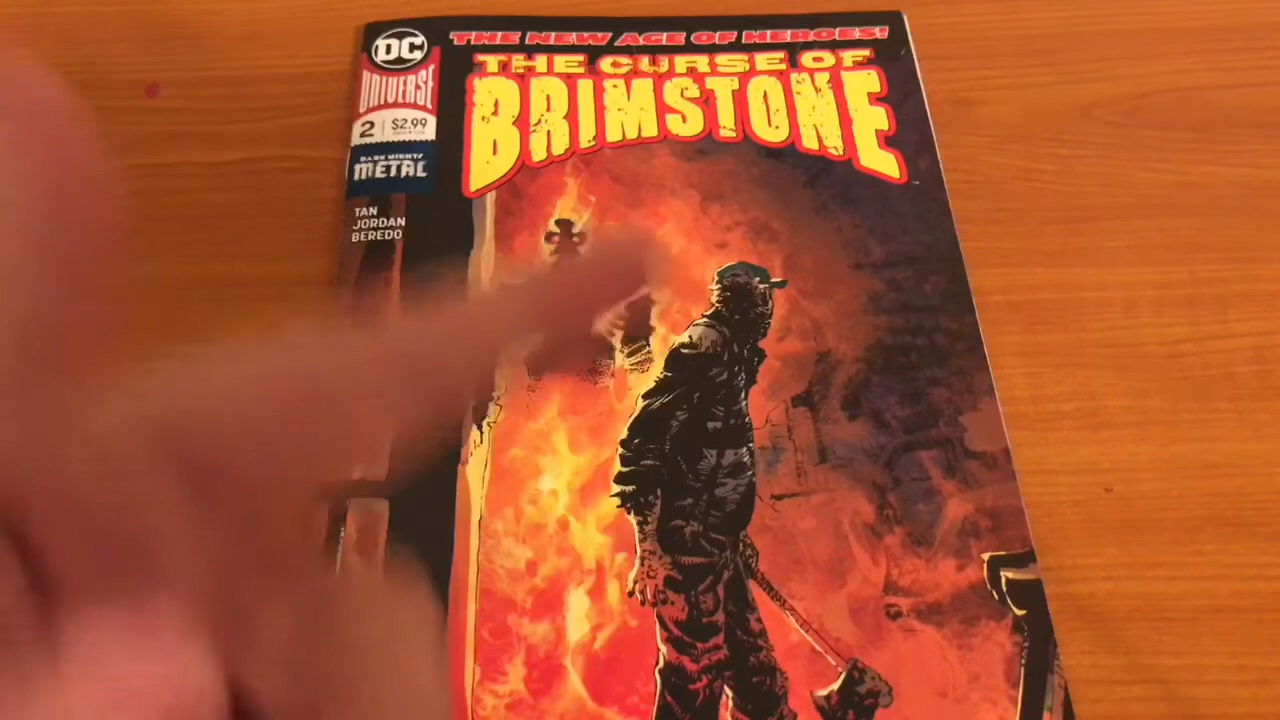 DC
UNIVERSE
2 | $2.99
DARK NIGHTS
METAL
TAN
JORDAN
BEREDO
THE NEW AGE OF HEROES!
THE CURSE OF
BRIMSTONE